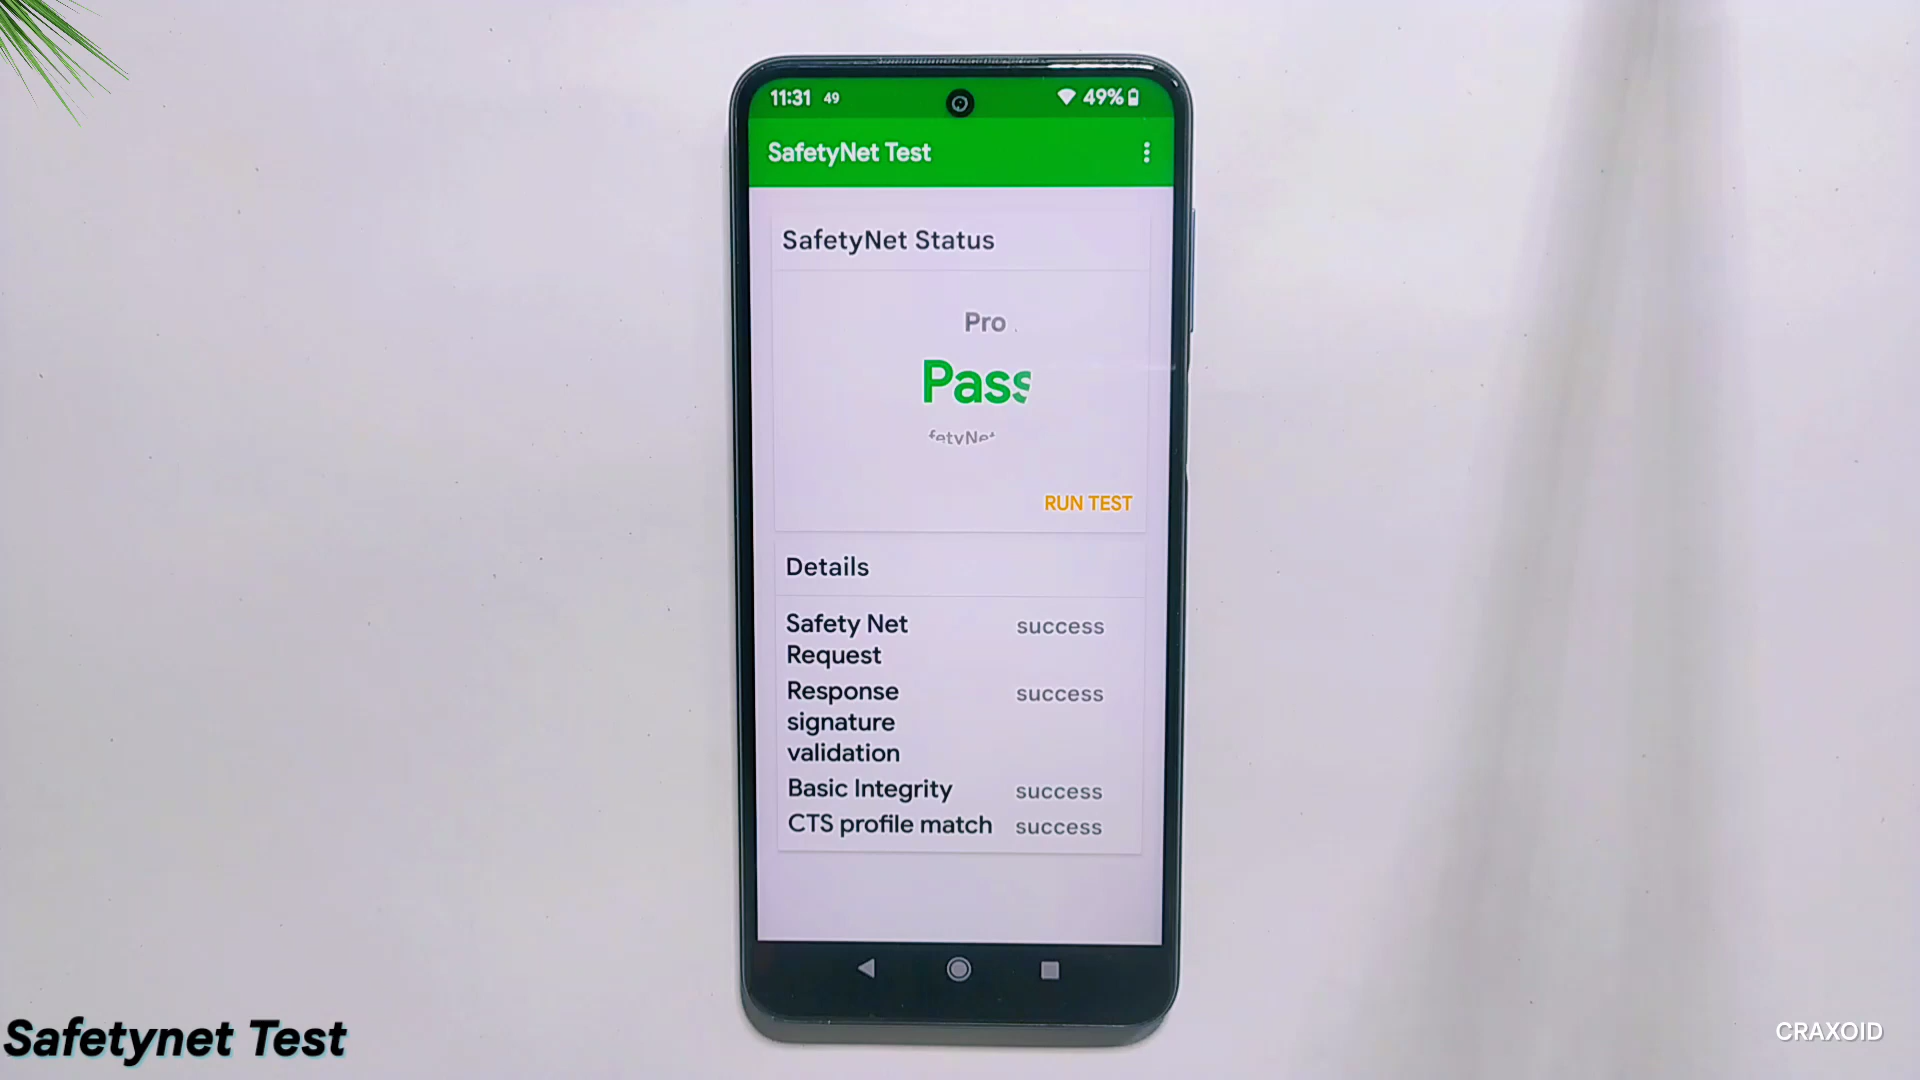 11:31 49 49%
SafetyNet Test
SafetyNet Status
Pro
Pass
RUN TEST
Details
Safety Net success
Request
Response success
signature
validation
Basic Integrity success
CTS profile match success
Safetynet Test
CRAXOID